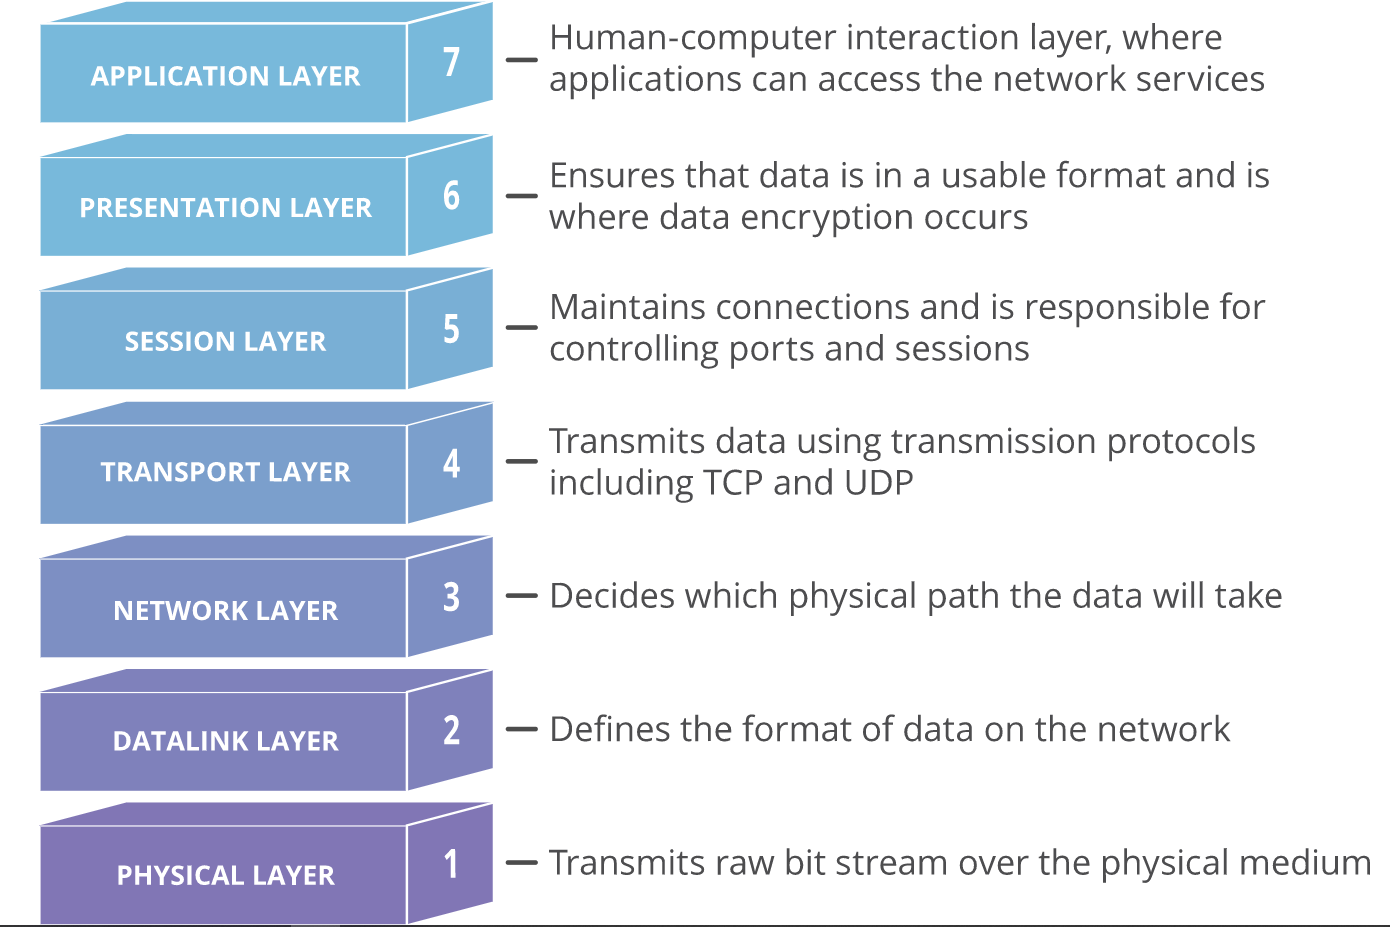 APPLICATION LAYER
7
Human-computer interaction layer, where
applications can access the network services
PRESENTATION LAYER
6
Ensures that data is in a usable format and is
where data encryption occurs
SESSION LAYER
5
Maintains connections and is responsible for
controlling ports and sessions
TRANSPORT LAYER
4
Transmits data using transmission protocols
including TCP and UDP
NETWORK LAYER
3
Decides which physical path the data will take
DATALINK LAYER
2
Defines the format of data on the network
PHYSICAL LAYER
1
Transmits raw bit stream over the physical medium